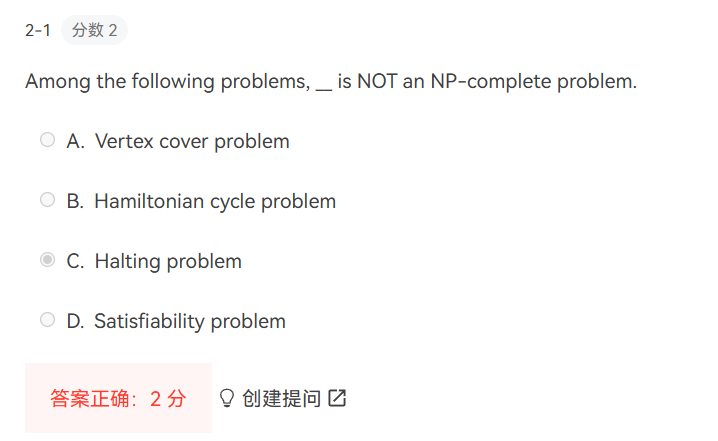 2-1 分数 2
Among the following problems, __ is NOT an NP-complete problem.
A. Vertex cover problem
B. Hamiltonian cycle problem
C. Halting problem
D. Satisfiability problem
答案正确：2 分 创建提问